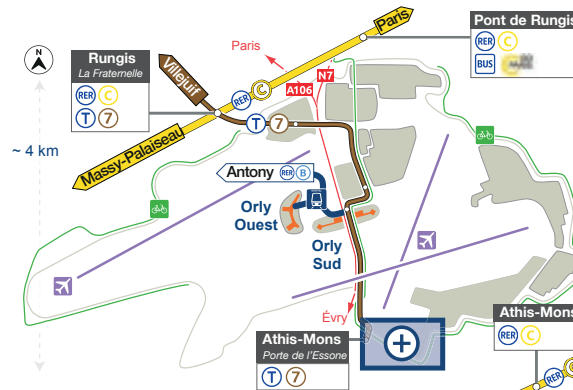 Paris
Pont de Rungis
RER C
BUS
Rungis
La Fraternelle
RER C
T 7
N
Villejuif
Paris
N7
A106
RER C
T 7
~ 4 km
Massy-Palaiseau
Antony RER B
Orly
Ouest
Orly
Sud
Évry
Athis-Mons
Porte de l'Essone
T 7
Athis-Mons
RER C
RER C